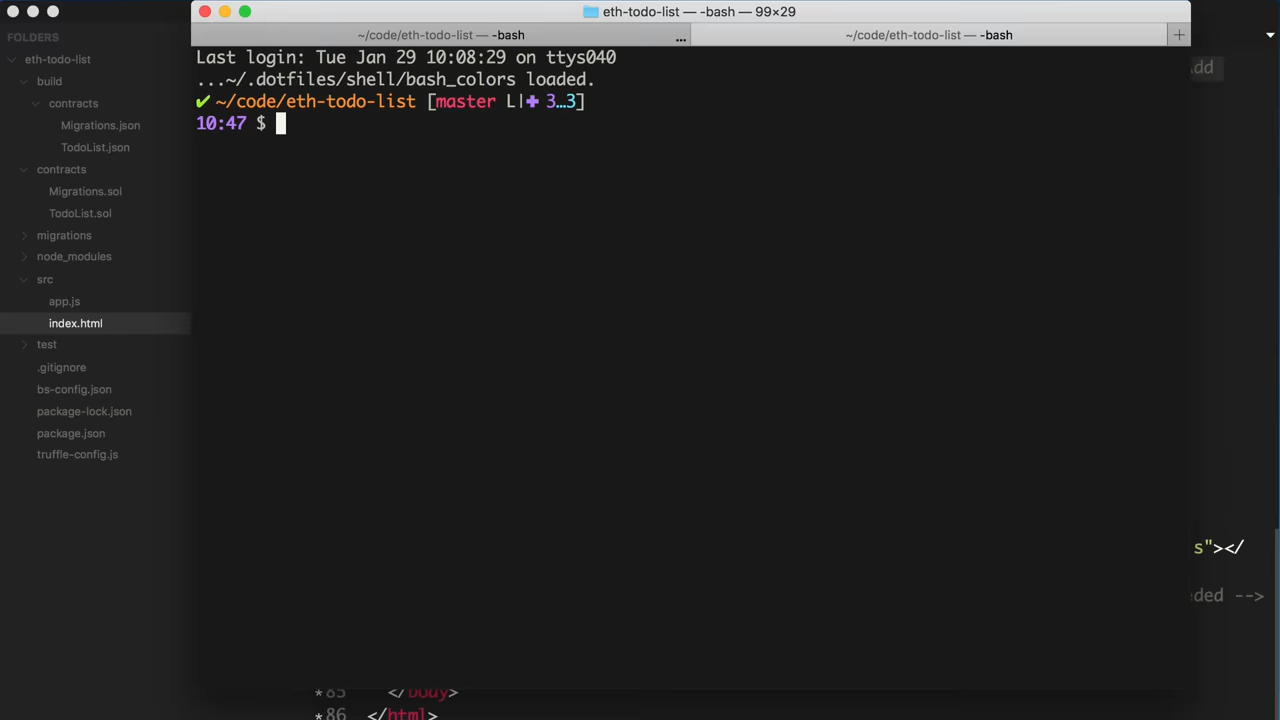 eth-todo-list — -bash — 99×29
~/code/eth-todo-list — -bash
...
~/code/eth-todo-list — -bash
+
FOLDERS
eth-todo-list
build
contracts
Migrations.json
TodoList.json
contracts
Migrations.sol
TodoList.sol
migrations
node_modules
src
app.js
index.html
test
.gitignore
bs-config.json
package-lock.json
package.json
truffle-config.js
Last login: Tue Jan 29 10:08:29 on ttys040
...~/.dotfiles/shell/bash_colors loaded.
✔ ~/code/eth-todo-list [master L|✚ 3…3]
10:47 $
s"></
-->
*85 </body>
*86 </html>